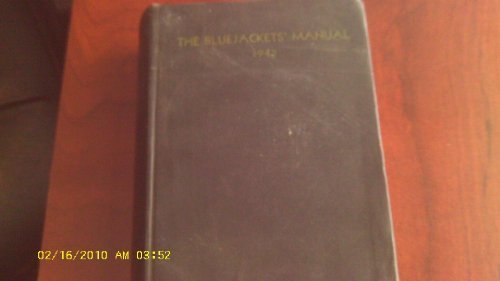 THE BLUEJACKETS' MANUAL
1942
02/16/2010 AM 03:52